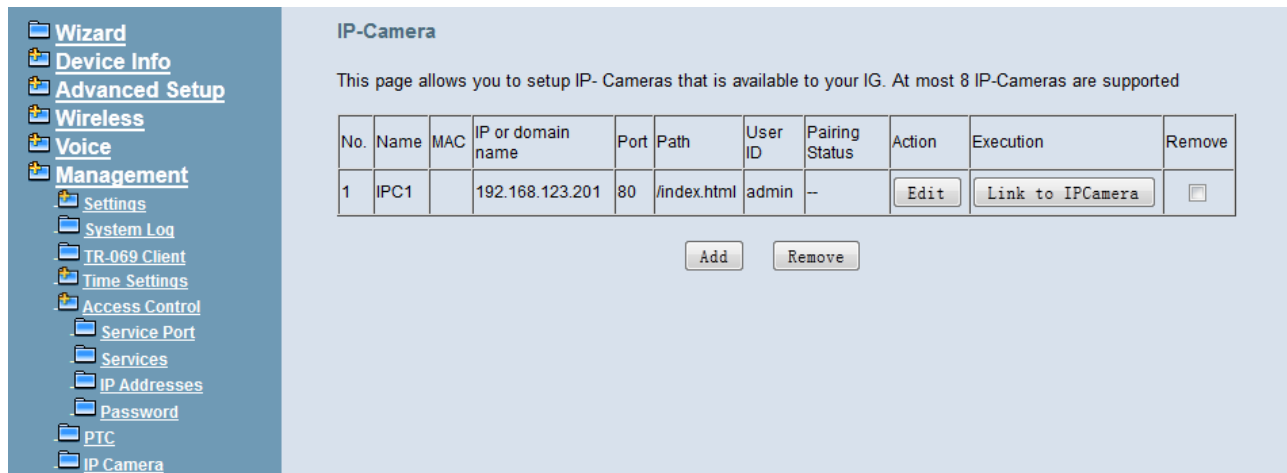 Wizard
Device Info
Advanced Setup
Wireless
Voice
Management
Settings
System Log
TR-069 Client
Time Settings
Access Control
Service Port
Services
IP Addresses
Password
PTC
IP Camera
IP-Camera
This page allows you to setup IP- Cameras that is available to your IG. At most 8 IP-Cameras are supported
No. Name MAC IP or domain name Port Path User ID Pairing Status Action Execution Remove
1 IPC1 192.168.123.201 80 /index.html admin -- Edit Link to IPCamera
Add Remove